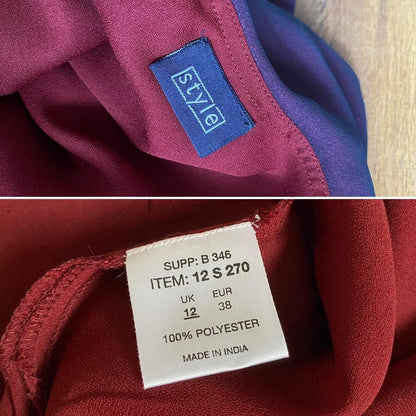 style
SUPP: B 346
ITEM: 12 S 270
UK EUR
12 38
100% POLYESTER
MADE IN INDIA